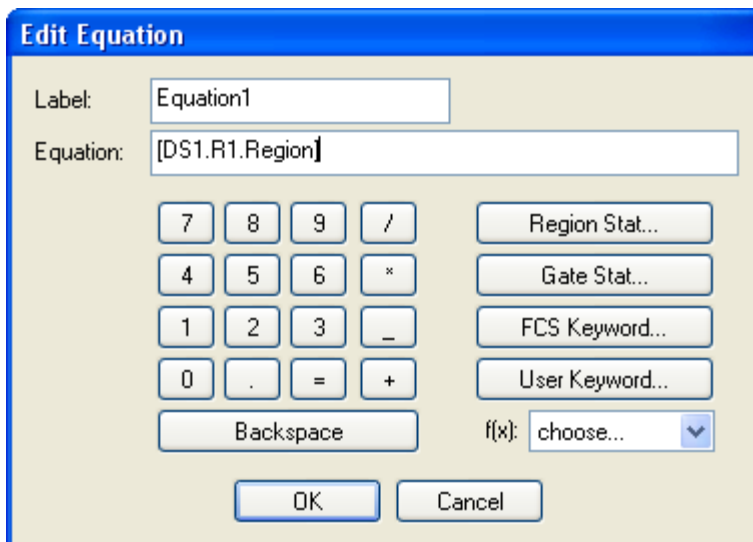 Edit Equation
Label: Equation1
Equation: [DS1.R1.Region]
7 8 9 / Region Stat...
4 5 6 * Gate Stat...
1 2 3 _ FCS Keyword...
0 . = + User Keyword...
Backspace f(x): choose...
OK Cancel